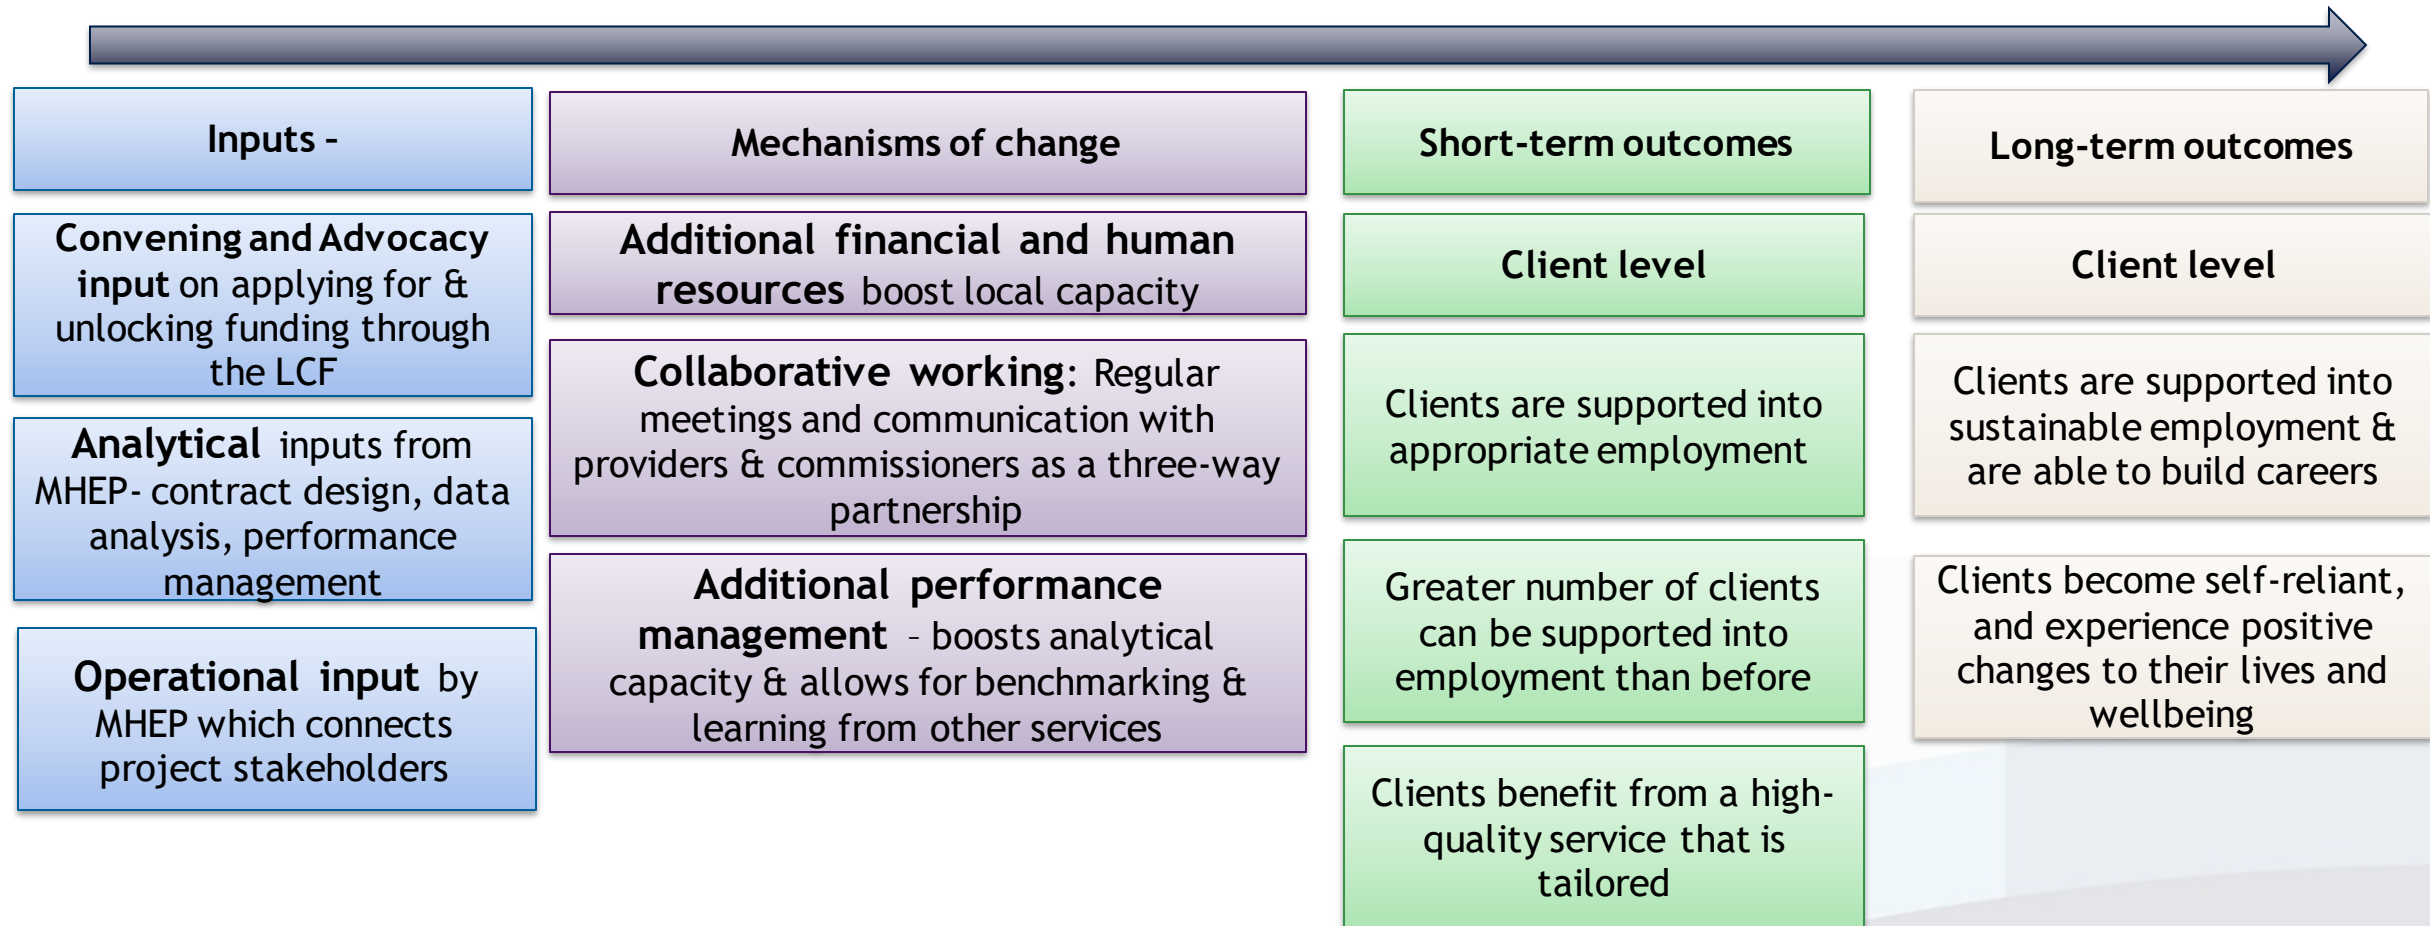 Inputs –
Convening and Advocacy
input on applying for &
unlocking funding through
the LCF
Analytical inputs from
MHEP- contract design, data
analysis, performance
management
Operational input by
MHEP which connects
project stakeholders
Mechanisms of change
Additional financial and human
resources boost local capacity
Collaborative working: Regular
meetings and communication with
providers & commissioners as a three-way
partnership
Additional performance
management – boosts analytical
capacity & allows for benchmarking &
learning from other services
Short-term outcomes
Client level
Clients are supported into
appropriate employment
Greater number of clients
can be supported into
employment than before
Clients benefit from a high-
quality service that is
tailored
Long-term outcomes
Client level
Clients are supported into
sustainable employment &
are able to build careers
Clients become self-reliant,
and experience positive
changes to their lives and
wellbeing